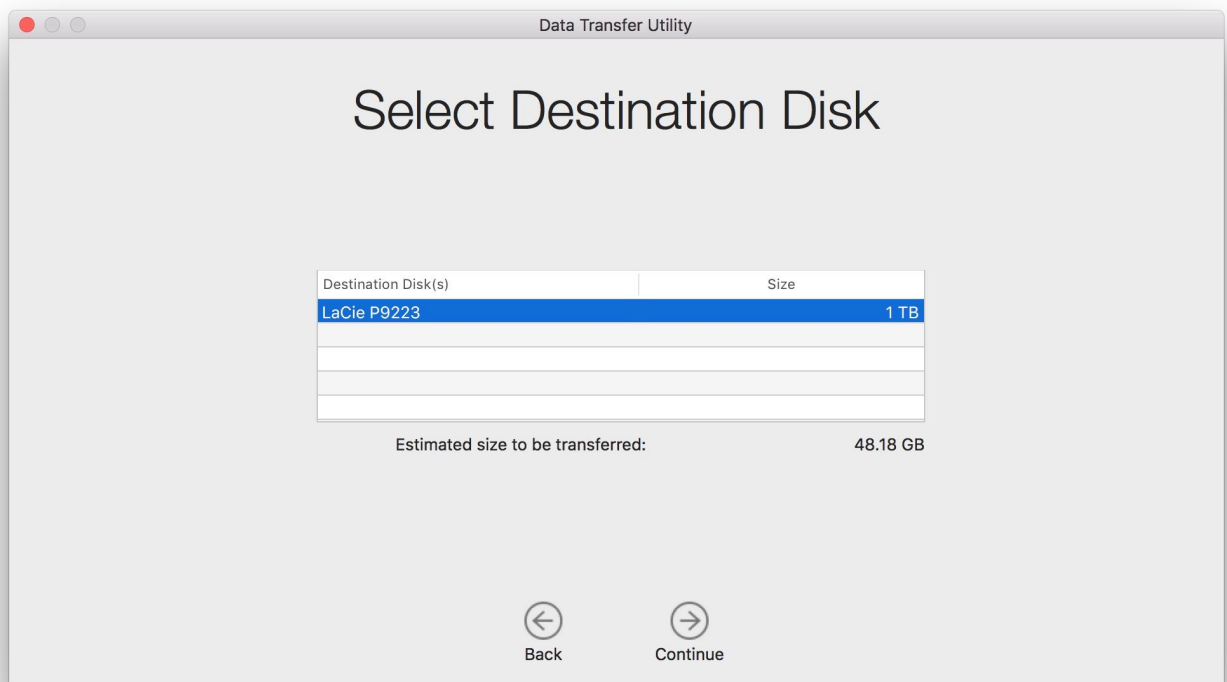 Data Transfer Utility
Select Destination Disk
Destination Disk(s) Size
LaCie P9223 1 TB
Estimated size to be transferred: 48.18 GB
Back Continue